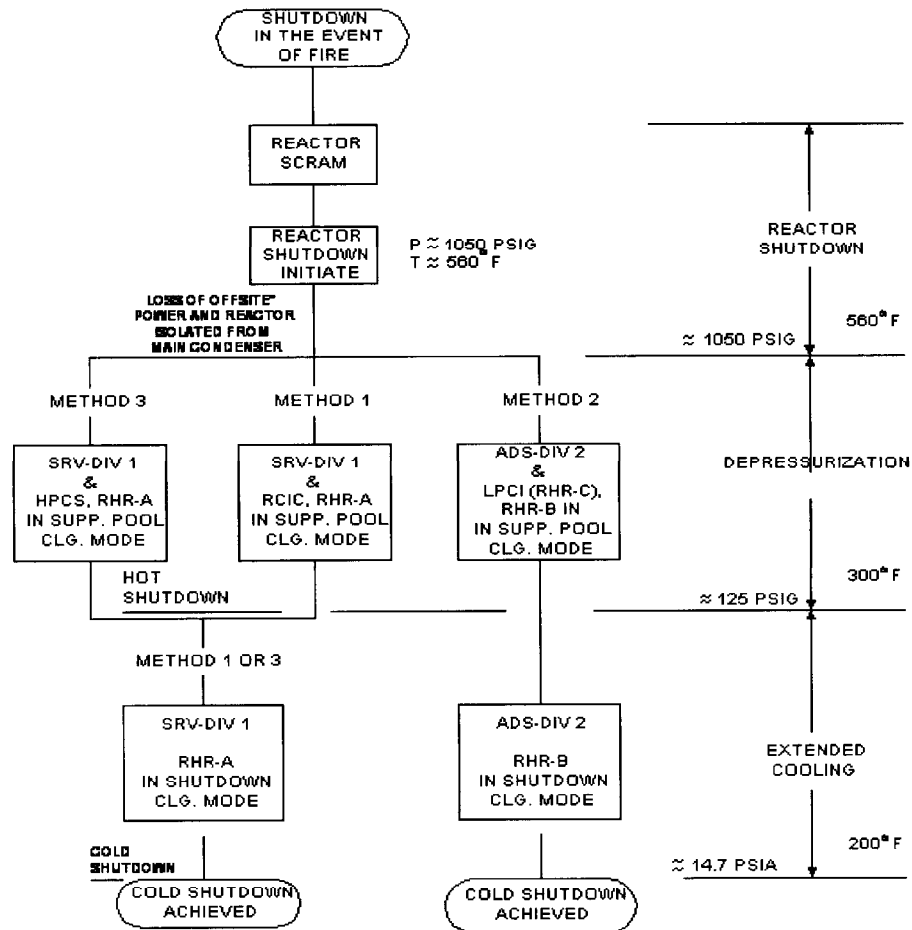 SHUTDOWN
IN THE EVENT
OF FIRE
REACTOR
SCRAM
REACTOR
SHUTDOWN
INITIATE
P ≈ 1050 PSIG
T ≈ 560° F
REACTOR
SHUTDOWN
LOSS OF OFFSITE
POWER AND REACTOR
ISOLATED FROM
MAIN CONDENSER
560° F
≈ 1050 PSIG
METHOD 3
METHOD 1
METHOD 2
SRV-DIV 1
&
HPCS, RHR-A
IN SUPP. POOL
CLG. MODE
SRV-DIV 1
&
RCIC, RHR-A
IN SUPP. POOL
CLG. MODE
ADS-DIV 2
&
LPCI (RHR-C),
RHR-B IN
IN SUPP. POOL
CLG. MODE
DEPRESSURIZATION
HOT
SHUTDOWN
300° F
≈ 125 PSIG
METHOD 1 OR 3
SRV-DIV 1
RHR-A
IN SHUTDOWN
CLG. MODE
ADS-DIV 2
RHR-B
IN SHUTDOWN
CLG. MODE
EXTENDED
COOLING
COLD
SHUTDOWN
200° F
≈ 14.7 PSIA
COLD SHUTDOWN
ACHIEVED
COLD SHUTDOWN
ACHIEVED